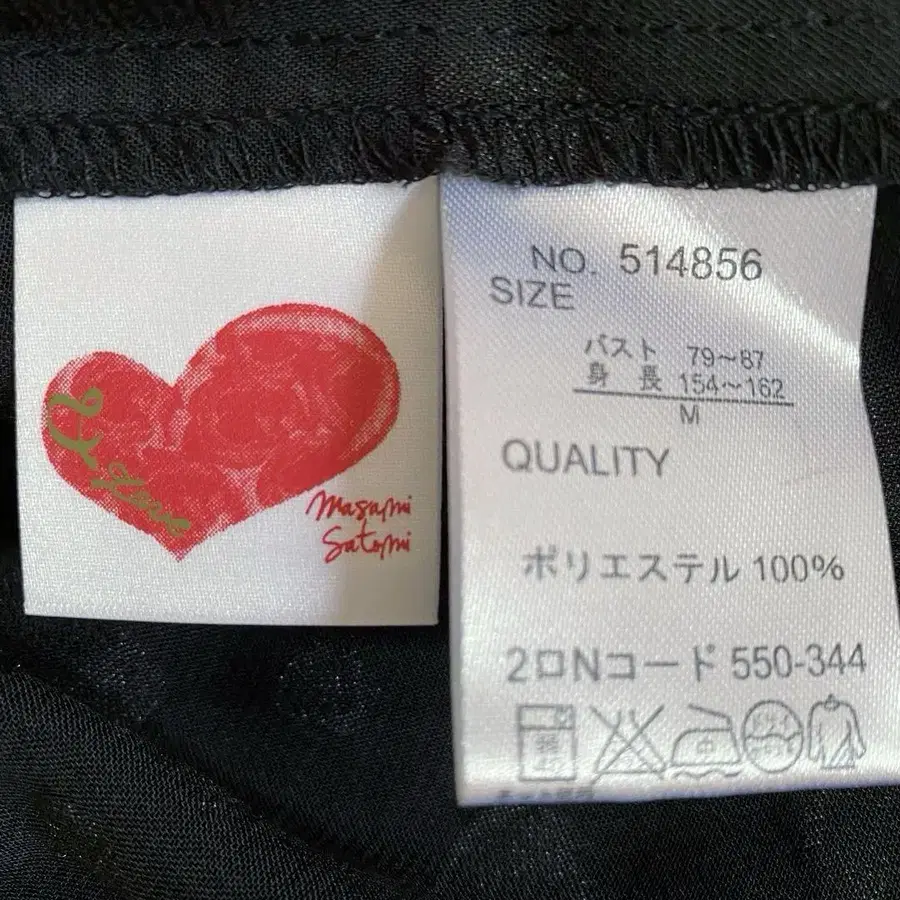 Love
Masami
Satomi
NO. 514856
SIZE
バスト 79～87
身長 154～162
M
QUALITY
ポリエステル 100%
2ロNコード 550-344
中